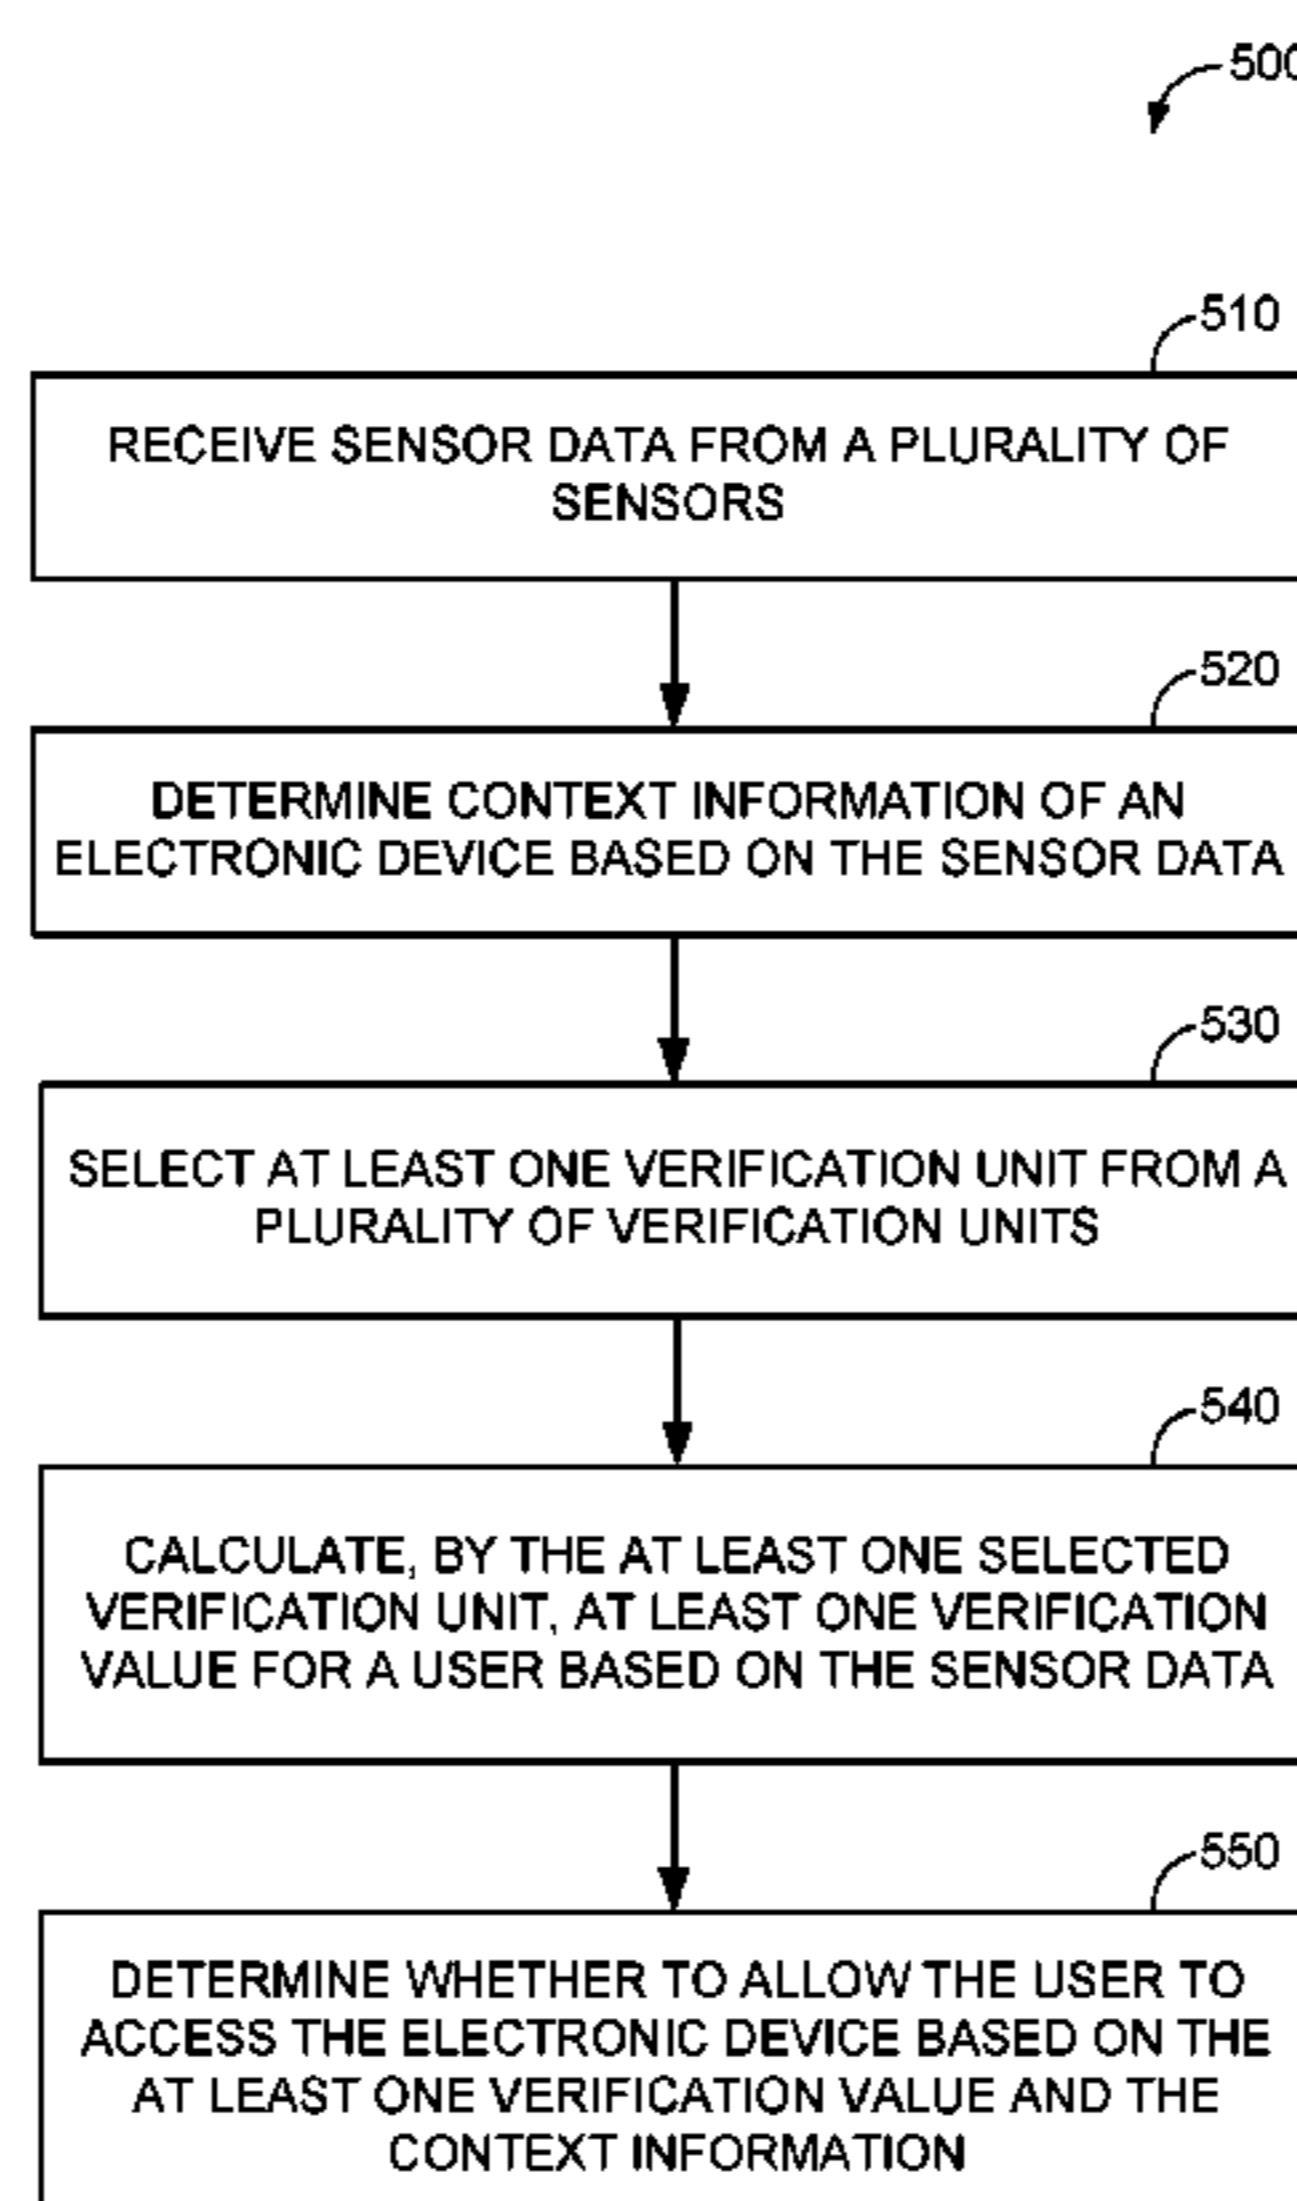 500
510
RECEIVE SENSOR DATA FROM A PLURALITY OF
SENSORS
520
DETERMINE CONTEXT INFORMATION OF AN
ELECTRONIC DEVICE BASED ON THE SENSOR DATA
530
SELECT AT LEAST ONE VERIFICATION UNIT FROM A
PLURALITY OF VERIFICATION UNITS
540
CALCULATE, BY THE AT LEAST ONE SELECTED
VERIFICATION UNIT, AT LEAST ONE VERIFICATION
VALUE FOR A USER BASED ON THE SENSOR DATA
550
DETERMINE WHETHER TO ALLOW THE USER TO
ACCESS THE ELECTRONIC DEVICE BASED ON THE
AT LEAST ONE VERIFICATION VALUE AND THE
CONTEXT INFORMATION